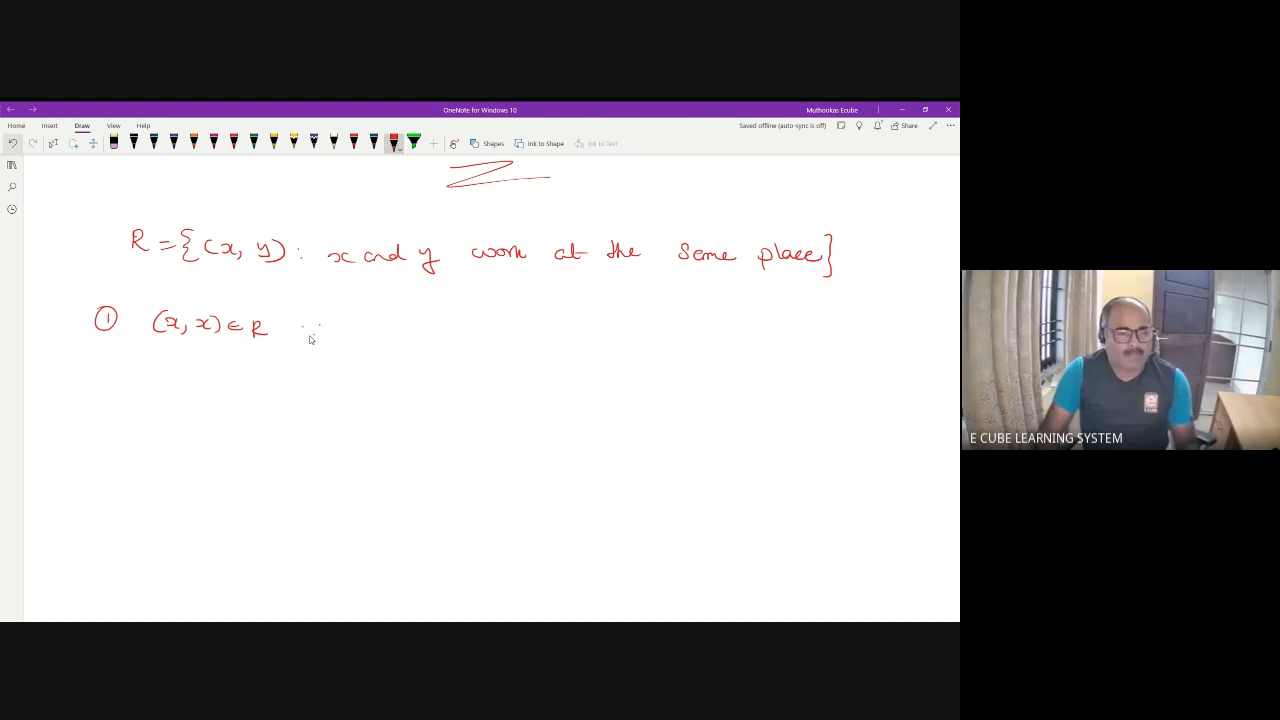 OneNote for Windows 10
Muthookas Ecube
Home Insert Draw View Help
Saved offline (auto-sync is off)
Share
Shapes
Ink to Shape
Ink to Text
R = {(x, y) : x and y work at the same place}
① (x, x) ∈ R ∵
e
E CUBE
E CUBE LEARNING SYSTEM